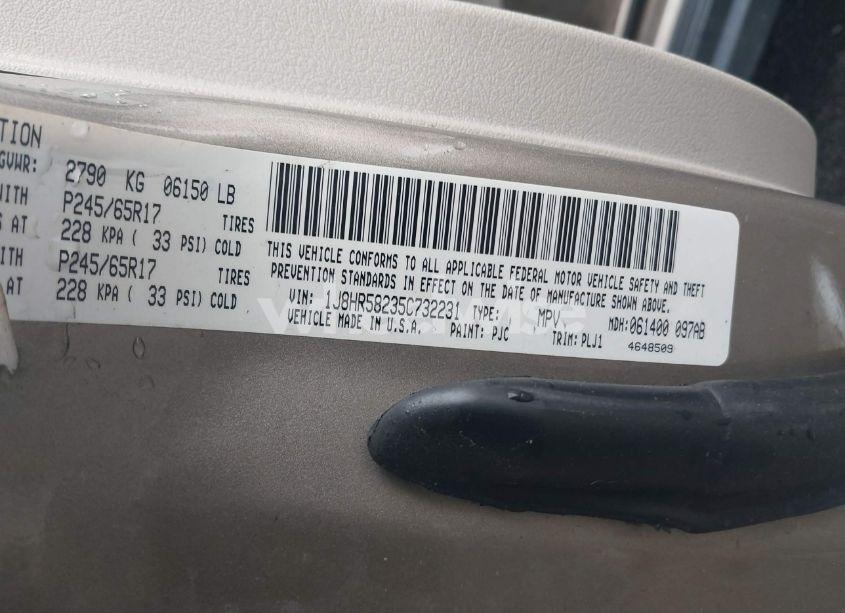 TION
GVWR: 2790 KG 06150 LB
WITH P245/65R17 TIRES
S AT 228 KPA ( 33 PSI) COLD
ITH P245/65R17 TIRES
AT 228 KPA ( 33 PSI) COLD
THIS VEHICLE CONFORMS TO ALL APPLICABLE FEDERAL MOTOR VEHICLE SAFETY AND THEFT
PREVENTION STANDARDS IN EFFECT ON THE DATE OF MANUFACTURE SHOWN ABOVE.
VIN: 1J8HR58235C732231 TYPE: MPV MDH: 061400 097AB
VEHICLE MADE IN U.S.A. PAINT: PJC TRIM: PLJ1
4648509